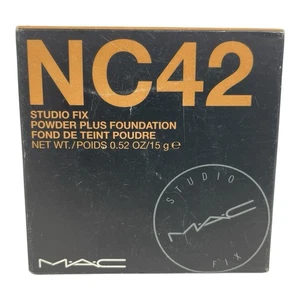 NC42
STUDIO FIX
POWDER PLUS FOUNDATION
FOND DE TEINT POUDRE
NET WT./POIDS 0.52 OZ/15 g ℮
STUDIO
MAC
FIX
MAC